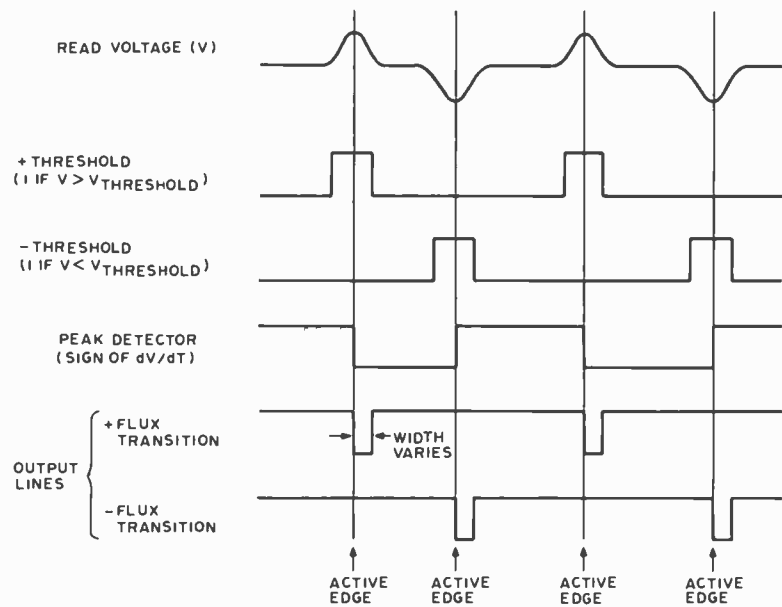 READ VOLTAGE (V)
+ THRESHOLD
(1 IF V > VTHRESHOLD)
- THRESHOLD
(1 IF V < VTHRESHOLD)
PEAK DETECTOR
(SIGN OF dV/dT)
OUTPUT
LINES
+FLUX
TRANSITION
WIDTH
VARIES
-FLUX
TRANSITION
ACTIVE
EDGE
ACTIVE
EDGE
ACTIVE
EDGE
ACTIVE
EDGE